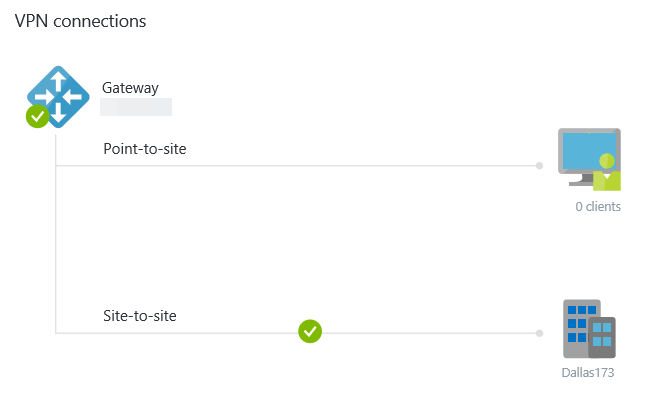 VPN connections
Gateway
Point-to-site
0 clients
Site-to-site
Dallas173